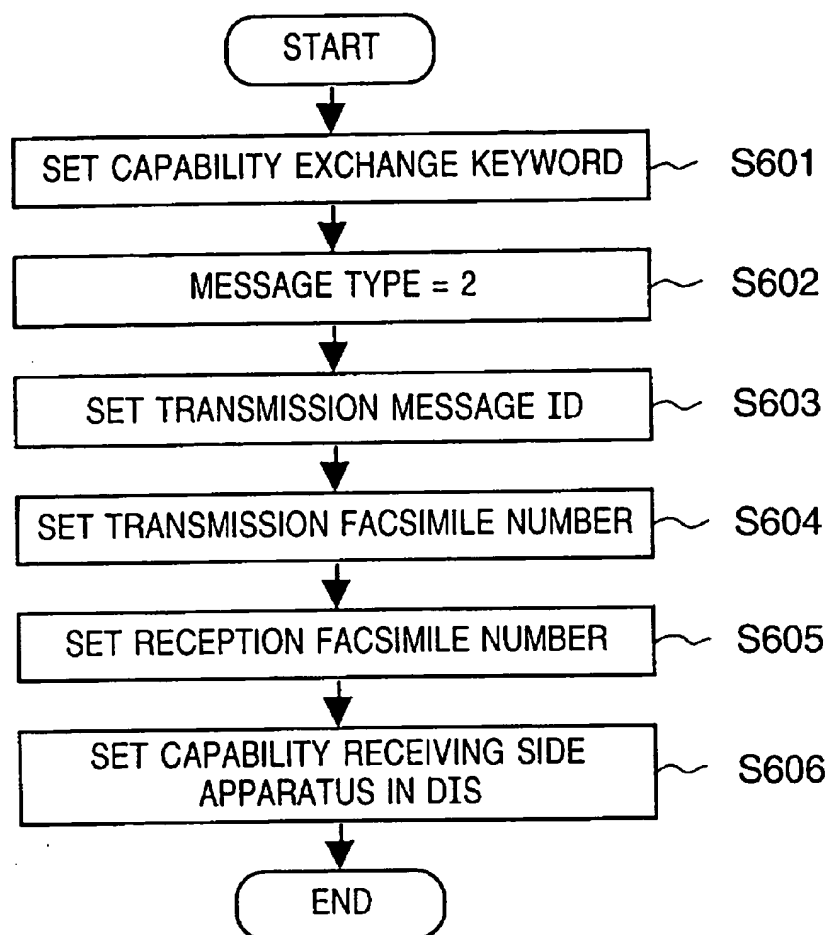 START
SET CAPABILITY EXCHANGE KEYWORD S601
MESSAGE TYPE = 2 S602
SET TRANSMISSION MESSAGE ID S603
SET TRANSMISSION FACSIMILE NUMBER S604
SET RECEPTION FACSIMILE NUMBER S605
SET CAPABILITY RECEIVING SIDE
APPARATUS IN DIS S606
END